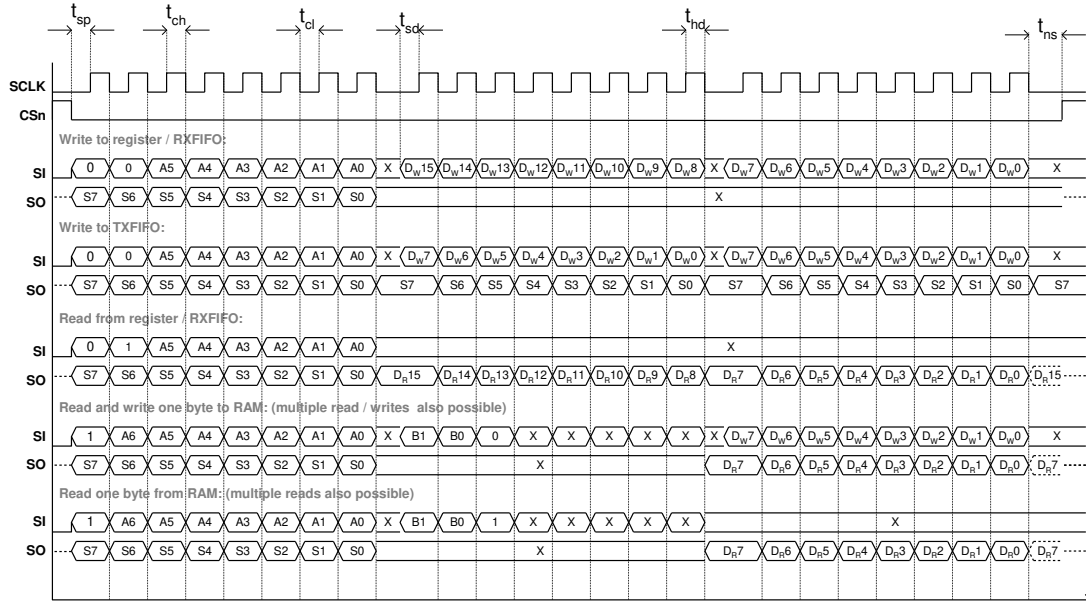 tsp tch tcl tsd thd tns
SCLK
CSn
Write to register / RXFIFO:
SI 0 0 A5 A4 A3 A2 A1 A0 X DW15 DW14 DW13 DW12 DW11 DW10 DW9 DW8 X DW7 DW6 DW5 DW4 DW3 DW2 DW1 DW0 X
SO S7 S6 S5 S4 S3 S2 S1 S0 X
Write to TXFIFO:
SI 0 0 A5 A4 A3 A2 A1 A0 X DW7 DW6 DW5 DW4 DW3 DW2 DW1 DW0 X DW7 DW6 DW5 DW4 DW3 DW2 DW1 DW0 X
SO S7 S6 S5 S4 S3 S2 S1 S0 S7 S6 S5 S4 S3 S2 S1 S0 S7 S6 S5 S4 S3 S2 S1 S0 S7
Read from register / RXFIFO:
SI 0 1 A5 A4 A3 A2 A1 A0 X
SO S7 S6 S5 S4 S3 S2 S1 S0 DR15 DR14 DR13 DR12 DR11 DR10 DR9 DR8 DR7 DR6 DR5 DR4 DR3 DR2 DR1 DR0 DR15
Read and write one byte to RAM: (multiple read / writes also possible)
SI 1 A6 A5 A4 A3 A2 A1 A0 X B1 B0 0 X X X X X X DW7 DW6 DW5 DW4 DW3 DW2 DW1 DW0 X
SO S7 S6 S5 S4 S3 S2 S1 S0 X DR7 DR6 DR5 DR4 DR3 DR2 DR1 DR0 DR7
Read one byte from RAM: (multiple reads also possible)
SI 1 A6 A5 A4 A3 A2 A1 A0 X B1 B0 1 X X X X X X
SO S7 S6 S5 S4 S3 S2 S1 S0 X DR7 DR6 DR5 DR4 DR3 DR2 DR1 DR0 DR7